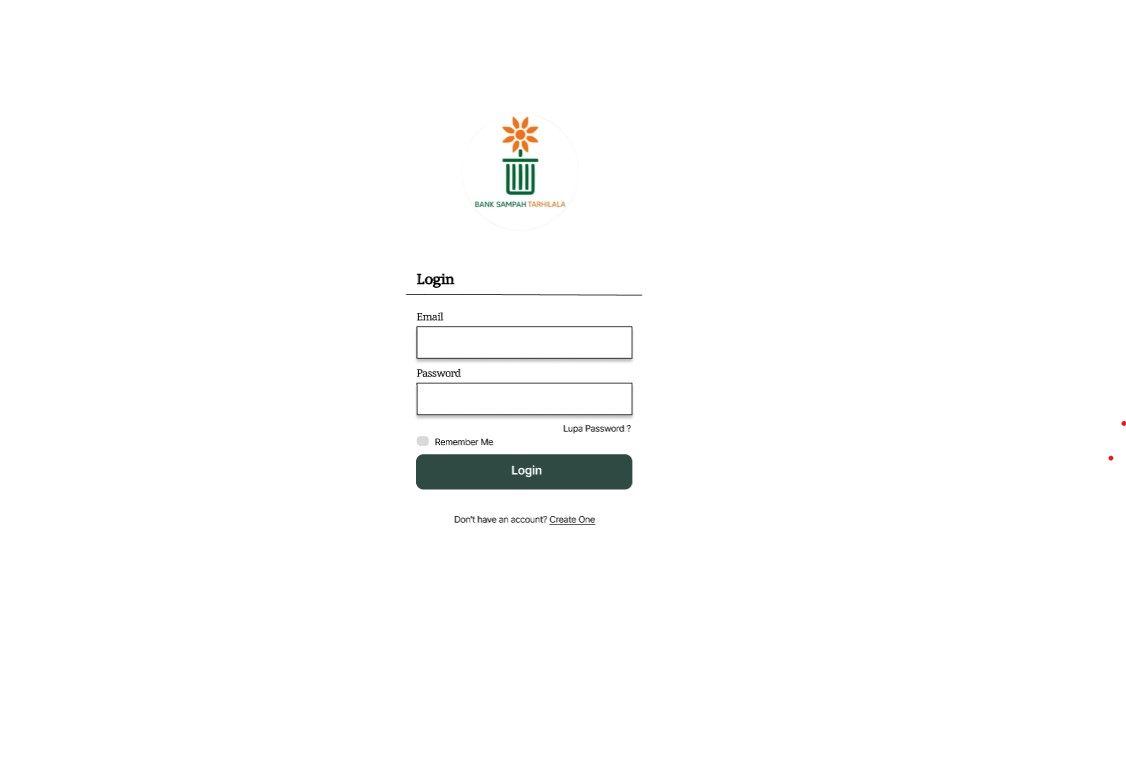 BANK SAMPAH TARHILALA
Login
Email
Password
Lupa Password ?
Remember Me
Login
Don't have an account? Create One